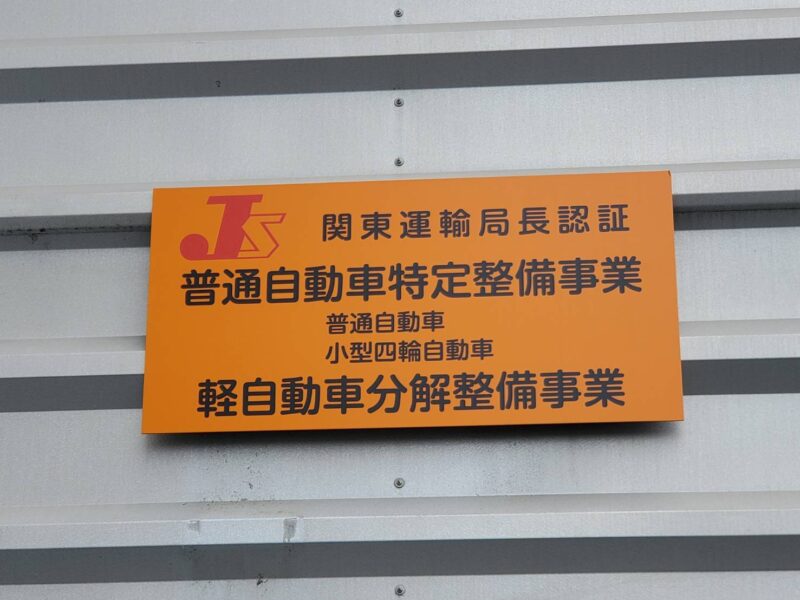 JS 関東運輸局長認証
普通自動車特定整備事業
普通自動車
小型四輪自動車
軽自動車分解整備事業